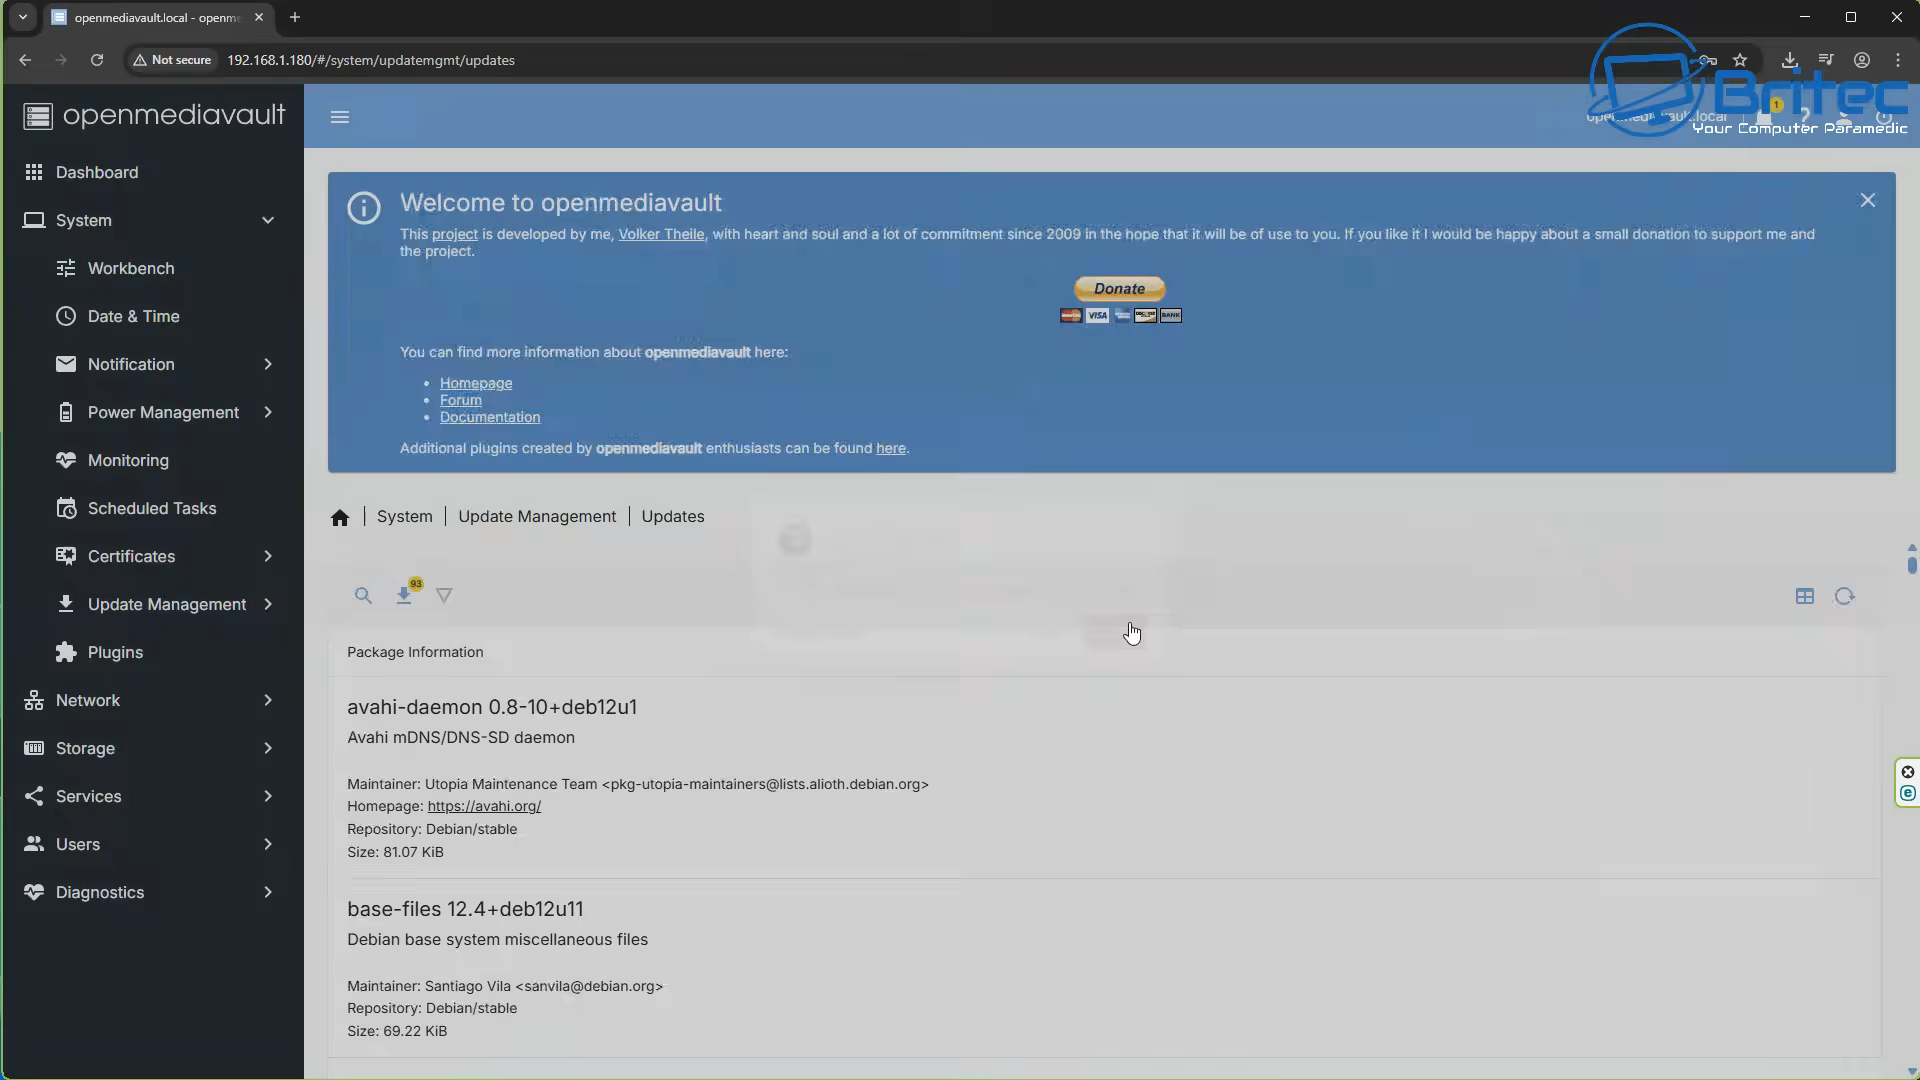 openmediavault.local - openme
Not secure
192.168.1.180/#/system/updatemgmt/updates
Britec
Your Computer Paramedic
openmediavault
openmediavault.local
1
Dashboard
System
Workbench
Date & Time
Notification
Power Management
Monitoring
Scheduled Tasks
Certificates
Update Management
Plugins
Network
Storage
Services
Users
Diagnostics
Welcome to openmediavault
This project is developed by me, Volker Theile, with heart and soul and a lot of commitment since 2009 in the hope that it will be of use to you. If you like it I would be happy about a small donation to support me and
the project.
Donate
VISA
BANK
You can find more information about openmediavault here:
• Homepage
• Forum
• Documentation
Additional plugins created by openmediavault enthusiasts can be found here.
System | Update Management | Updates
93
Package Information
avahi-daemon 0.8-10+deb12u1
Avahi mDNS/DNS-SD daemon
Maintainer: Utopia Maintenance Team <pkg-utopia-maintainers@lists.alioth.debian.org>
Homepage: https://avahi.org/
Repository: Debian/stable
Size: 81.07 KiB
base-files 12.4+deb12u11
Debian base system miscellaneous files
Maintainer: Santiago Vila <sanvila@debian.org>
Repository: Debian/stable
Size: 69.22 KiB